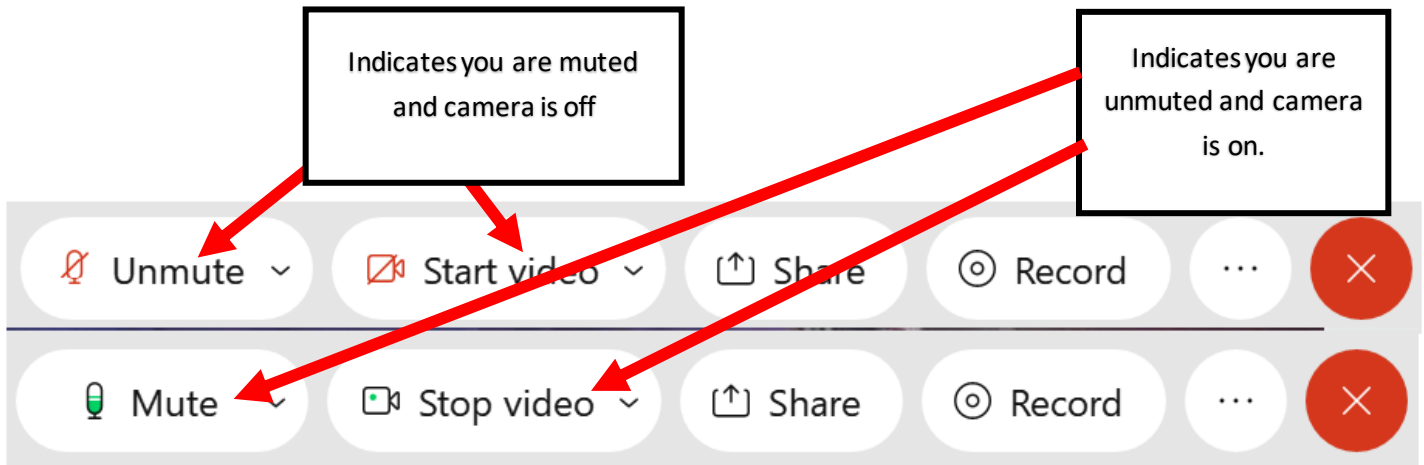 Indicates you are muted
and camera is off
Indicates you are
unmuted and camera
is on.
Unmute Start video Share Record ...
Mute Stop video Share Record ...